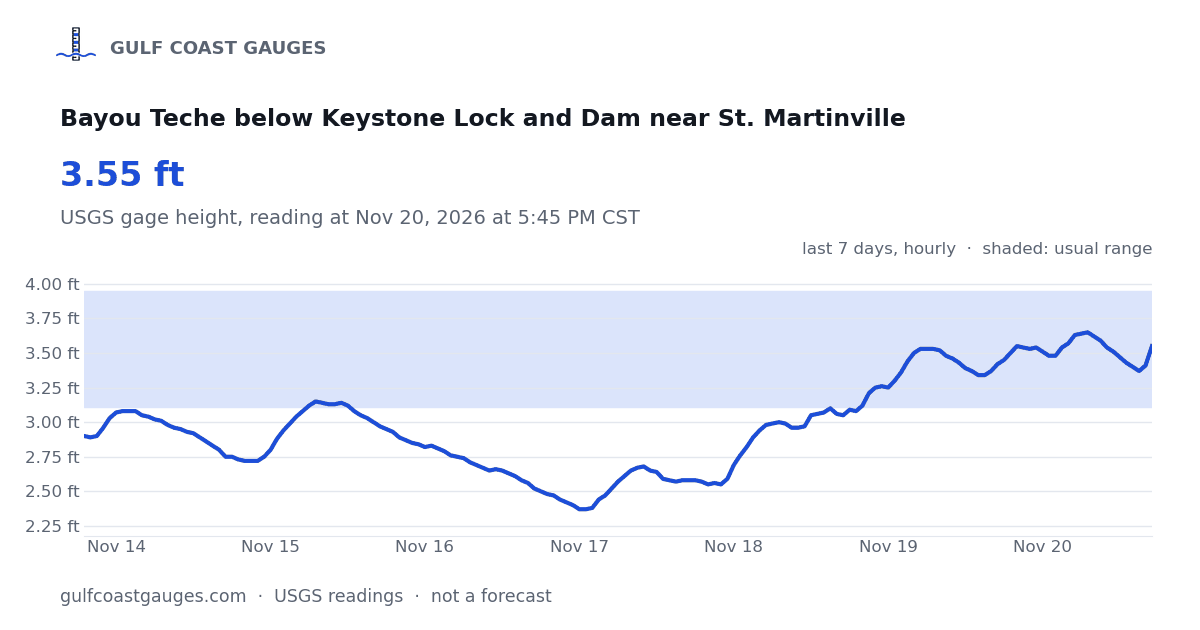 GULF COAST GAUGES
Bayou Teche below Keystone Lock and Dam near St. Martinville
3.55 ft
USGS gage height, reading at Nov 20, 2026 at 5:45 PM CST
last 7 days, hourly · shaded: usual range
4.00 ft
3.75 ft
3.50 ft
3.25 ft
3.00 ft
2.75 ft
2.50 ft
2.25 ft
Nov 14 Nov 15 Nov 16 Nov 17 Nov 18 Nov 19 Nov 20
gulfcoastgauges.com · USGS readings · not a forecast